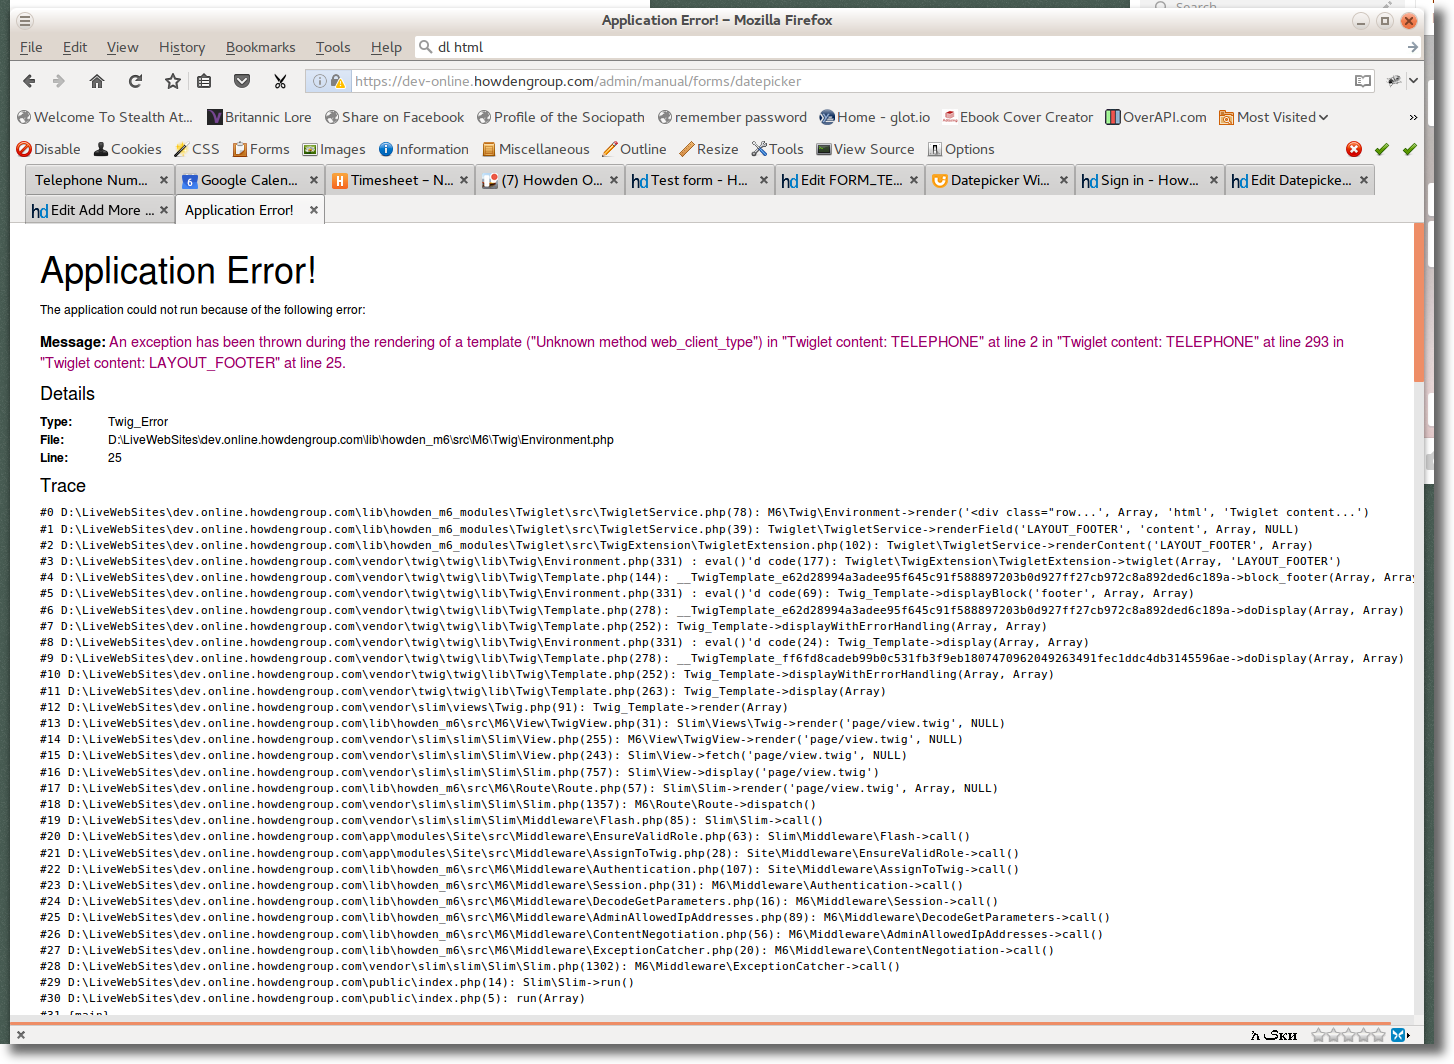 Search
Application Error! – Mozilla Firefox
File Edit View History Bookmarks Tools Help dl html
https://dev-online.howdengroup.com/admin/manual/forms/datepicker
Welcome To Stealth At... Britannic Lore Share on Facebook Profile of the Sociopath remember password Home - glot.io Ebook Cover Creator OverAPI.com Most Visited »
Disable Cookies CSS Forms Images Information Miscellaneous Outline Resize Tools View Source Options
Telephone Num... 6 Google Calen... Timesheet – N... (7) Howden O... hd Test form - H... hd Edit FORM_TE... Datepicker Wi... hd Sign in - How... hd Edit Datepicke...
hd Edit Add More ... Application Error!
Application Error!
The application could not run because of the following error:
Message: An exception has been thrown during the rendering of a template ("Unknown method web_client_type") in "Twiglet content: TELEPHONE" at line 2 in "Twiglet content: TELEPHONE" at line 293 in
"Twiglet content: LAYOUT_FOOTER" at line 25.
Details
Type: Twig_Error
File: D:\LiveWebSites\dev.online.howdengroup.com\lib\howden_m6\src\M6\Twig\Environment.php
Line: 25
Trace
#0 D:\LiveWebSites\dev.online.howdengroup.com\lib\howden_m6_modules\Twiglet\src\TwigletService.php(78): M6\Twig\Environment->render('<div class="row...', Array, 'html', 'Twiglet content...')
#1 D:\LiveWebSites\dev.online.howdengroup.com\lib\howden_m6_modules\Twiglet\src\TwigletService.php(39): Twiglet\TwigletService->renderField('LAYOUT_FOOTER', 'content', Array, NULL)
#2 D:\LiveWebSites\dev.online.howdengroup.com\lib\howden_m6_modules\Twiglet\src\TwigExtension\TwigletExtension.php(102): Twiglet\TwigletService->renderContent('LAYOUT_FOOTER', Array)
#3 D:\LiveWebSites\dev.online.howdengroup.com\vendor\twig\twig\lib\Twig\Environment.php(331) : eval()'d code(177): Twiglet\TwigExtension\TwigletExtension->twiglet(Array, 'LAYOUT_FOOTER')
#4 D:\LiveWebSites\dev.online.howdengroup.com\vendor\twig\twig\lib\Twig\Template.php(144): __TwigTemplate_e62d28994a3adee95f645c91f588897203b0d927ff27cb972c8a892ded6c189a->block_footer(Array, Array
#5 D:\LiveWebSites\dev.online.howdengroup.com\vendor\twig\twig\lib\Twig\Environment.php(331) : eval()'d code(69): Twig_Template->displayBlock('footer', Array, Array)
#6 D:\LiveWebSites\dev.online.howdengroup.com\vendor\twig\twig\lib\Twig\Template.php(278): __TwigTemplate_e62d28994a3adee95f645c91f588897203b0d927ff27cb972c8a892ded6c189a->doDisplay(Array, Array)
#7 D:\LiveWebSites\dev.online.howdengroup.com\vendor\twig\twig\lib\Twig\Template.php(252): Twig_Template->displayWithErrorHandling(Array, Array)
#8 D:\LiveWebSites\dev.online.howdengroup.com\vendor\twig\twig\lib\Twig\Environment.php(331) : eval()'d code(24): Twig_Template->display(Array, Array)
#9 D:\LiveWebSites\dev.online.howdengroup.com\vendor\twig\twig\lib\Twig\Template.php(278): __TwigTemplate_ff6fd8cadeb99b0c531fb3f9eb1807470962049263491fec1ddc4db3145596ae->doDisplay(Array, Array)
#10 D:\LiveWebSites\dev.online.howdengroup.com\vendor\twig\twig\lib\Twig\Template.php(252): Twig_Template->displayWithErrorHandling(Array, Array)
#11 D:\LiveWebSites\dev.online.howdengroup.com\vendor\twig\twig\lib\Twig\Template.php(263): Twig_Template->display(Array)
#12 D:\LiveWebSites\dev.online.howdengroup.com\vendor\slim\views\Twig.php(91): Twig_Template->render(Array)
#13 D:\LiveWebSites\dev.online.howdengroup.com\lib\howden_m6\src\M6\View\TwigView.php(31): Slim\Views\Twig->render('page/view.twig', NULL)
#14 D:\LiveWebSites\dev.online.howdengroup.com\vendor\slim\slim\Slim\View.php(255): M6\View\TwigView->render('page/view.twig', NULL)
#15 D:\LiveWebSites\dev.online.howdengroup.com\vendor\slim\slim\Slim\View.php(243): Slim\View->fetch('page/view.twig', NULL)
#16 D:\LiveWebSites\dev.online.howdengroup.com\vendor\slim\slim\Slim\Slim.php(757): Slim\View->display('page/view.twig')
#17 D:\LiveWebSites\dev.online.howdengroup.com\lib\howden_m6\src\M6\Route\Route.php(57): Slim\Slim->render('page/view.twig', Array, NULL)
#18 D:\LiveWebSites\dev.online.howdengroup.com\vendor\slim\slim\Slim\Slim.php(1357): M6\Route\Route->dispatch()
#19 D:\LiveWebSites\dev.online.howdengroup.com\vendor\slim\slim\Slim\Middleware\Flash.php(85): Slim\Slim->call()
#20 D:\LiveWebSites\dev.online.howdengroup.com\app\modules\Site\src\Middleware\EnsureValidRole.php(63): Slim\Middleware\Flash->call()
#21 D:\LiveWebSites\dev.online.howdengroup.com\app\modules\Site\src\Middleware\AssignToTwig.php(28): Site\Middleware\EnsureValidRole->call()
#22 D:\LiveWebSites\dev.online.howdengroup.com\lib\howden_m6\src\M6\Middleware\Authentication.php(107): Site\Middleware\AssignToTwig->call()
#23 D:\LiveWebSites\dev.online.howdengroup.com\lib\howden_m6\src\M6\Middleware\Session.php(31): M6\Middleware\Authentication->call()
#24 D:\LiveWebSites\dev.online.howdengroup.com\lib\howden_m6\src\M6\Middleware\DecodeGetParameters.php(16): M6\Middleware\Session->call()
#25 D:\LiveWebSites\dev.online.howdengroup.com\lib\howden_m6\src\M6\Middleware\AdminAllowedIpAddresses.php(89): M6\Middleware\DecodeGetParameters->call()
#26 D:\LiveWebSites\dev.online.howdengroup.com\lib\howden_m6\src\M6\Middleware\ContentNegotiation.php(56): M6\Middleware\AdminAllowedIpAddresses->call()
#27 D:\LiveWebSites\dev.online.howdengroup.com\lib\howden_m6\src\M6\Middleware\ExceptionCatcher.php(20): M6\Middleware\ContentNegotiation->call()
#28 D:\LiveWebSites\dev.online.howdengroup.com\vendor\slim\slim\Slim\Slim.php(1302): M6\Middleware\ExceptionCatcher->call()
#29 D:\LiveWebSites\dev.online.howdengroup.com\public\index.php(14): Slim\Slim->run()
#30 D:\LiveWebSites\dev.online.howdengroup.com\public\index.php(5): run(Array)
#31 {main}